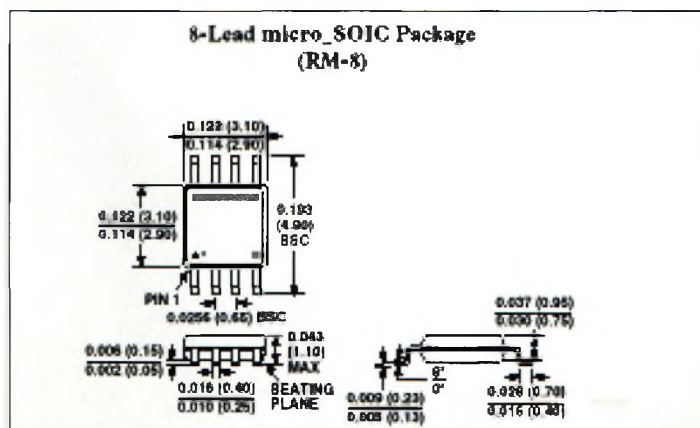 8-Lead micro_SOIC Package
(RM-8)
0.122 (3.10)
0.114 (2.90)
0.122 (3.10)
0.114 (2.90)
0.193
(4.90)
BSC
PIN 1
0.0256 (0.65) BSC
0.006 (0.15)
0.002 (0.05)
0.043
(1.10)
MAX
0.016 (0.40)
0.010 (0.25)
SEATING
PLANE
0.037 (0.95)
0.030 (0.75)
0.009 (0.23)
0.005 (0.13)
6°
0°
0.028 (0.70)
0.016 (0.40)